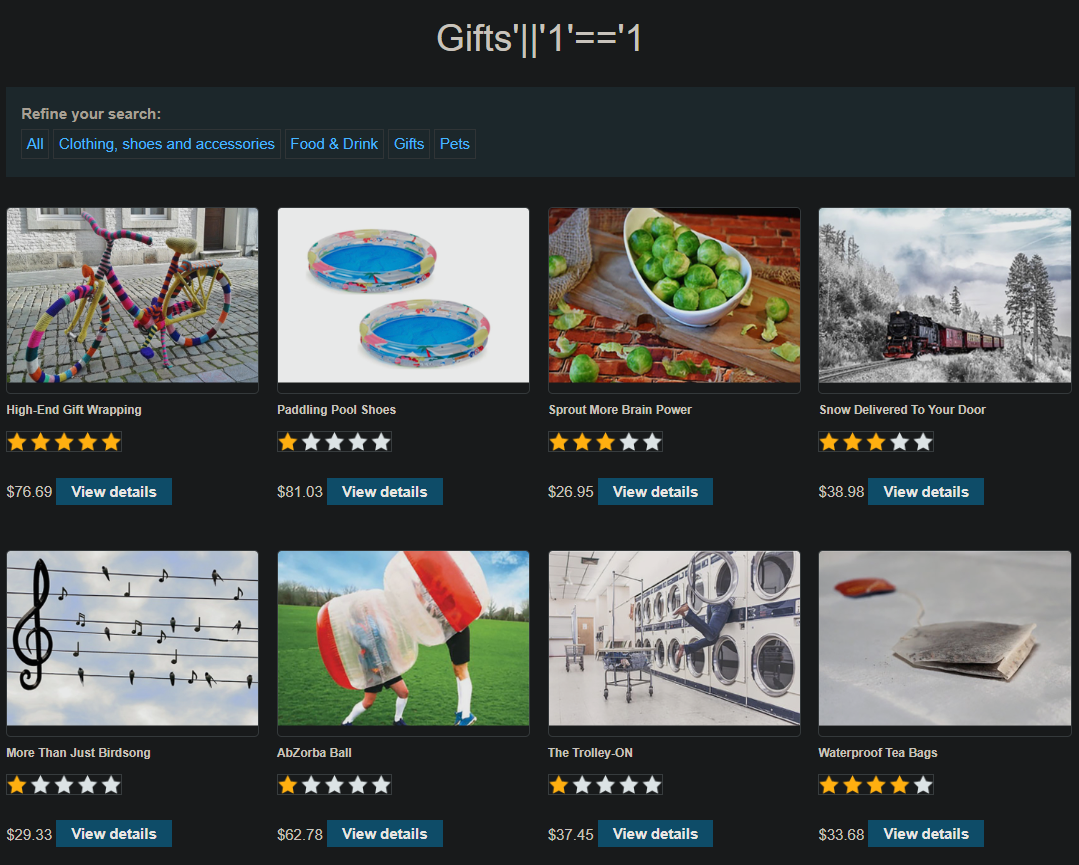 Gifts'||'1'=='1
Refine your search:
All Clothing, shoes and accessories Food & Drink Gifts Pets
High-End Gift Wrapping Paddling Pool Shoes Sprout More Brain Power Snow Delivered To Your Door
$76.69 View details $81.03 View details $26.95 View details $38.98 View details
More Than Just Birdsong AbZorba Ball The Trolley-ON Waterproof Tea Bags
$29.33 View details $62.78 View details $37.45 View details $33.68 View details